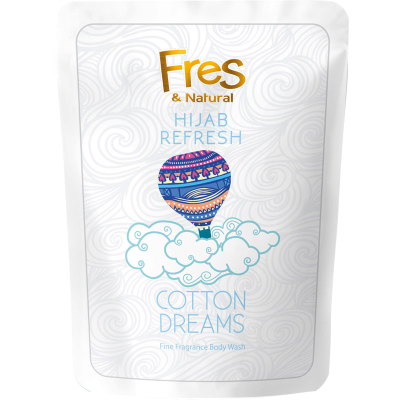 Fres
& Natural
HIJAB
REFRESH
COTTON
DREAMS
Fine Fragrance Body Wash